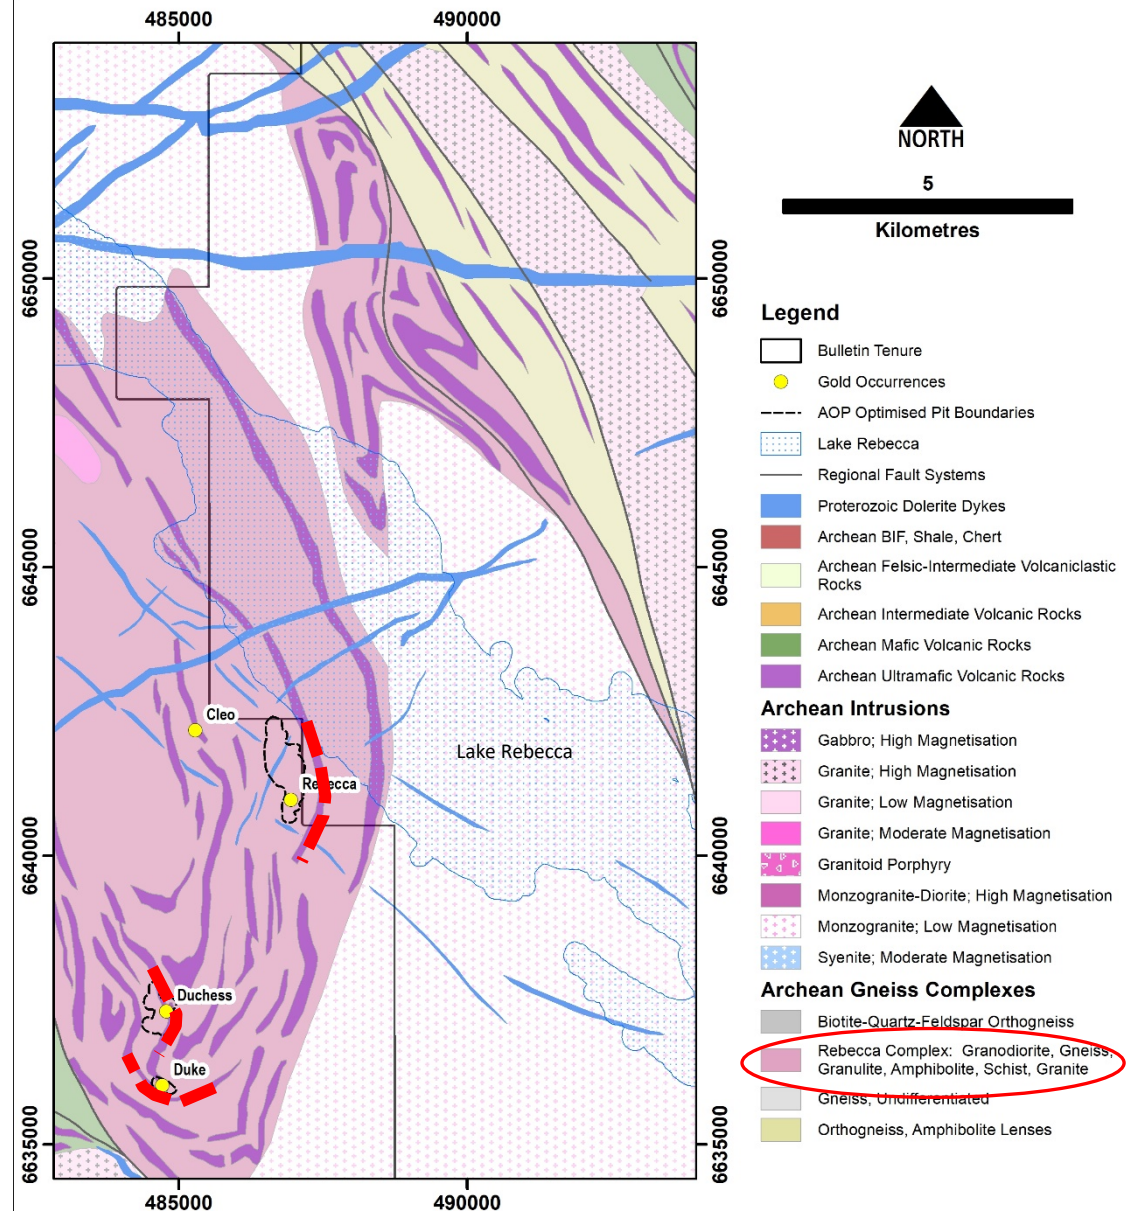 485000
490000
NORTH
5
Kilometres
6650000
6650000
6645000
6645000
6640000
6640000
6635000
6635000
Cleo
Rebecca
Lake Rebecca
Duchess
Duke
485000
490000
Legend
Bulletin Tenure
Gold Occurrences
AOP Optimised Pit Boundaries
Lake Rebecca
Regional Fault Systems
Proterozoic Dolerite Dykes
Archean BIF, Shale, Chert
Archean Felsic-Intermediate Volcaniclastic
Rocks
Archean Intermediate Volcanic Rocks
Archean Mafic Volcanic Rocks
Archean Ultramafic Volcanic Rocks
Archean Intrusions
Gabbro; High Magnetisation
Granite; High Magnetisation
Granite; Low Magnetisation
Granite; Moderate Magnetisation
Granitoid Porphyry
Monzogranite-Diorite; High Magnetisation
Monzogranite; Low Magnetisation
Syenite; Moderate Magnetisation
Archean Gneiss Complexes
Biotite-Quartz-Feldspar Orthogneiss
Rebecca Complex: Granodiorite, Gneiss,
Granulite, Amphibolite, Schist, Granite
Gneiss, Undifferentiated
Orthogneiss, Amphibolite Lenses